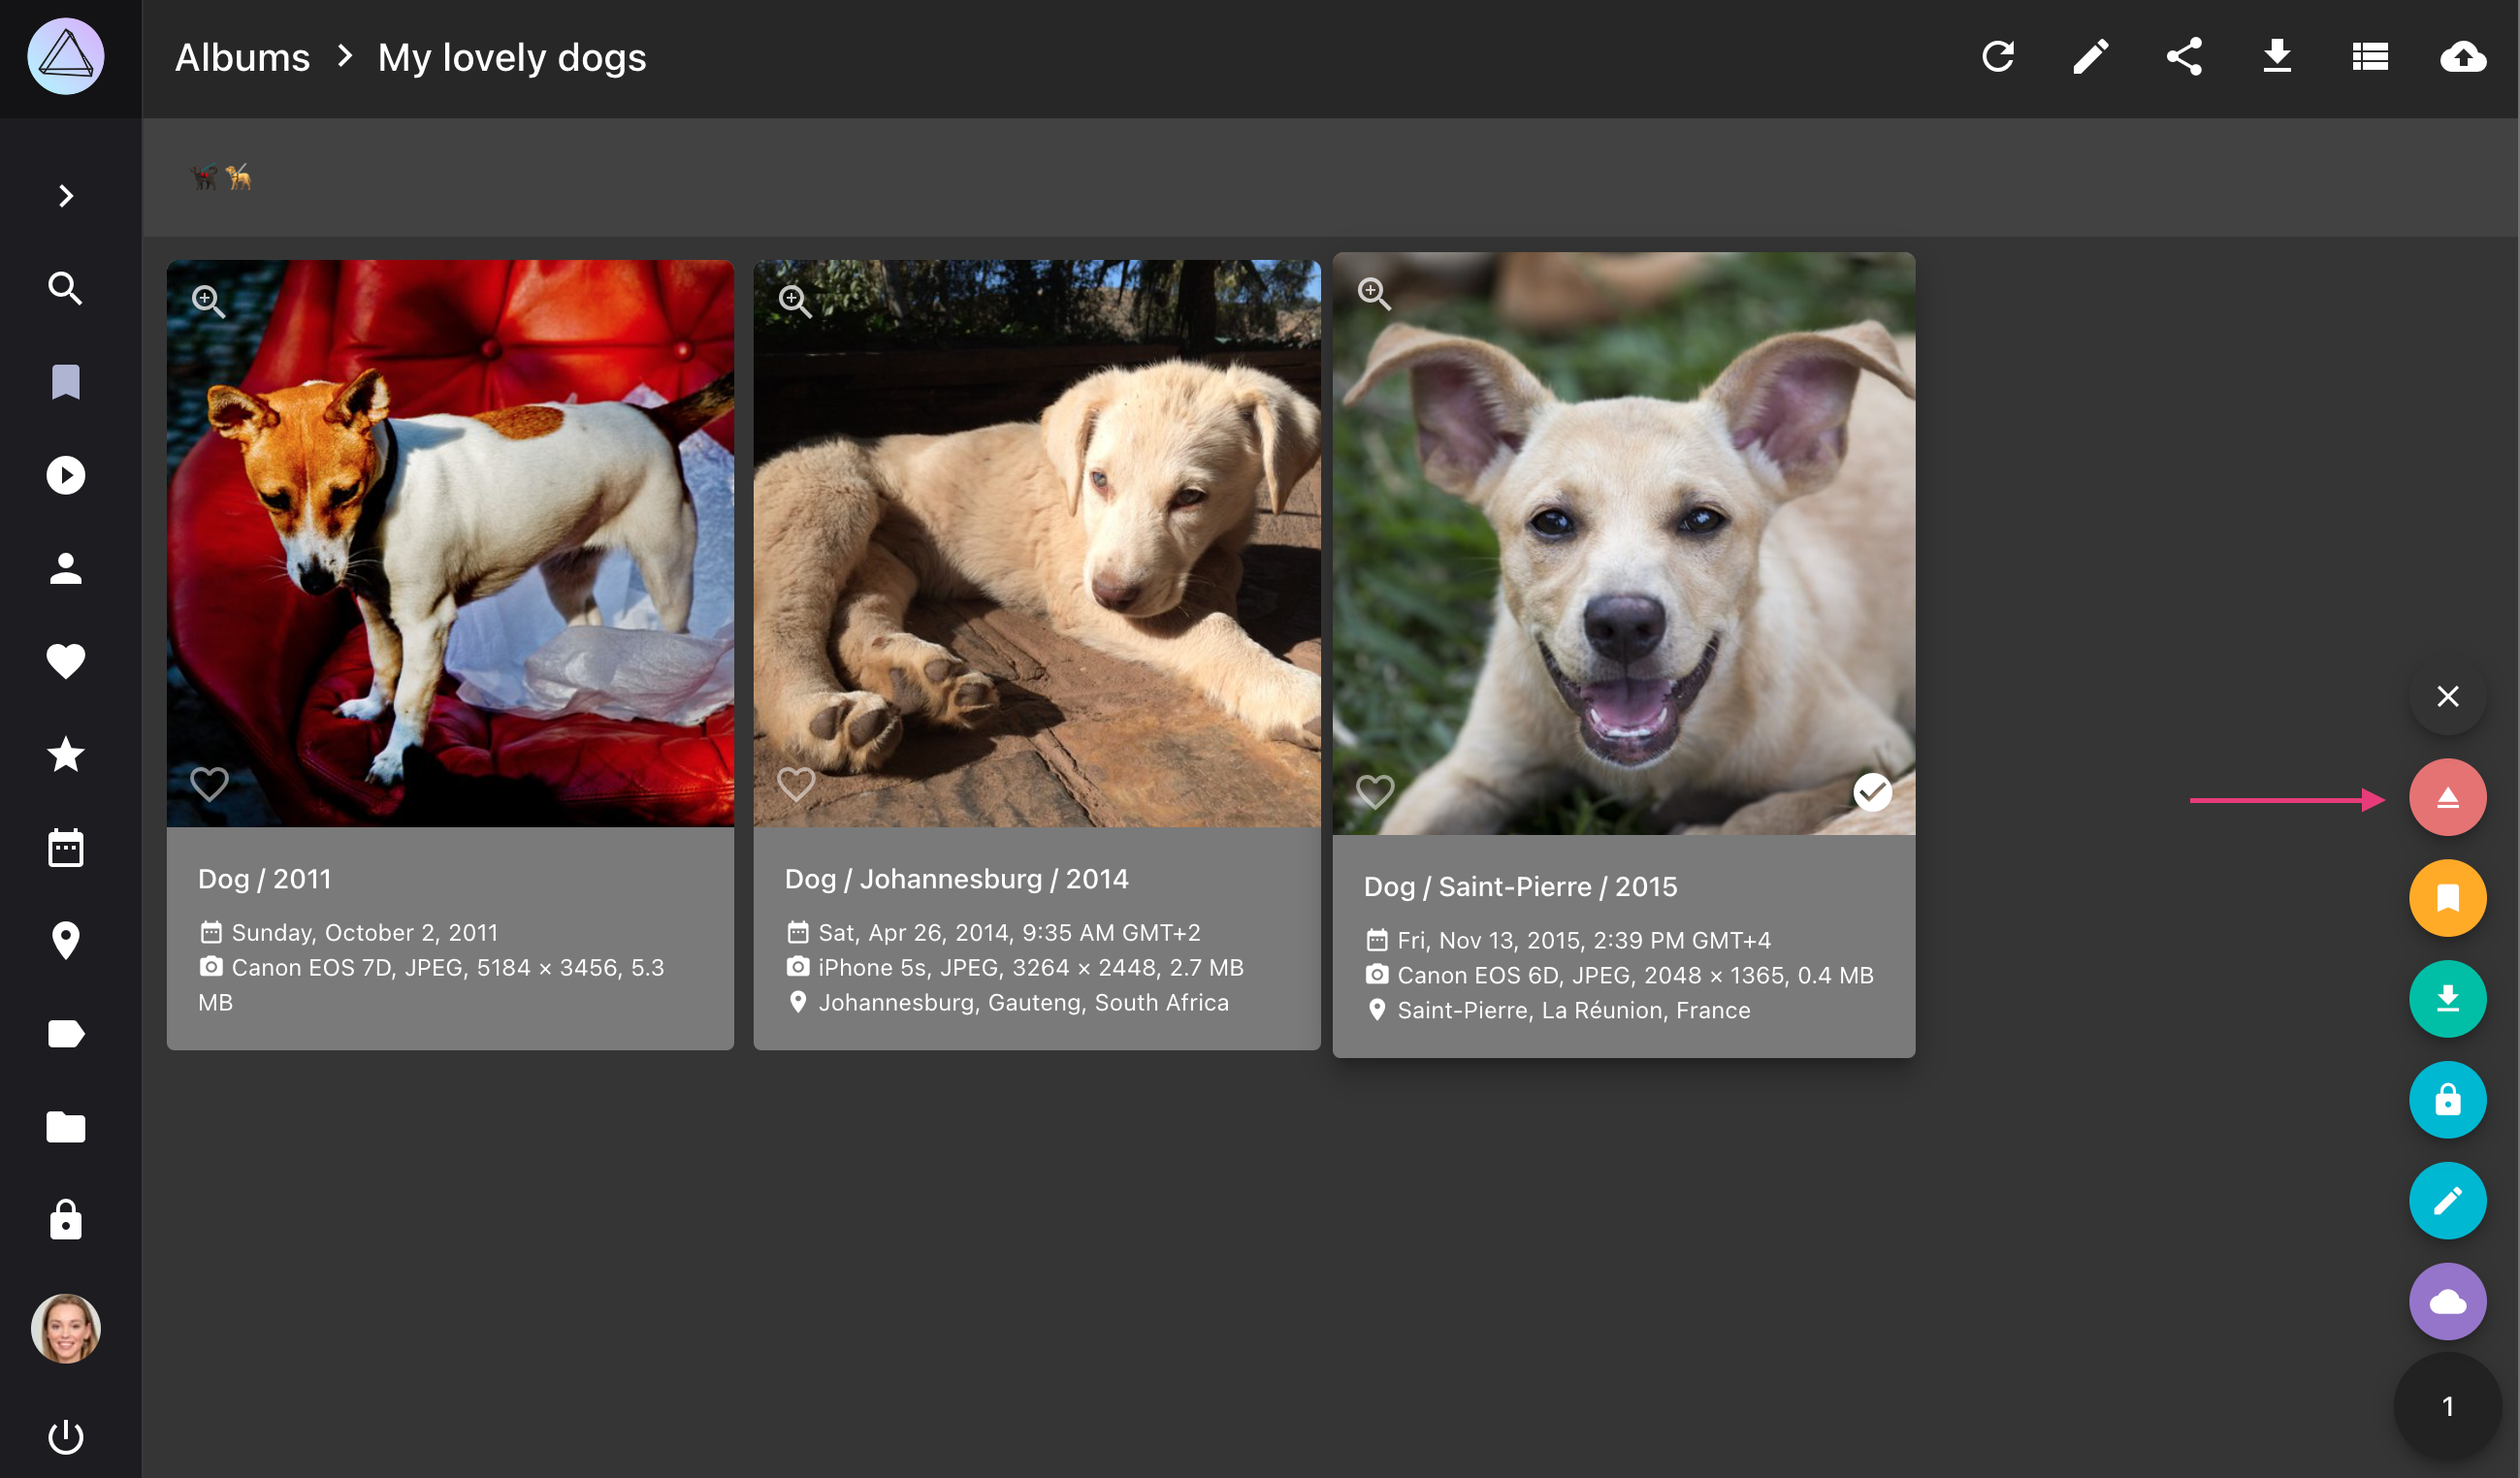 Albums > My lovely dogs
Dog / 2011
Sunday, October 2, 2011
Canon EOS 7D, JPEG, 5184 × 3456, 5.3
MB
Dog / Johannesburg / 2014
Sat, Apr 26, 2014, 9:35 AM GMT+2
iPhone 5s, JPEG, 3264 × 2448, 2.7 MB
Johannesburg, Gauteng, South Africa
Dog / Saint-Pierre / 2015
Fri, Nov 13, 2015, 2:39 PM GMT+4
Canon EOS 6D, JPEG, 2048 × 1365, 0.4 MB
Saint-Pierre, La Réunion, France
1